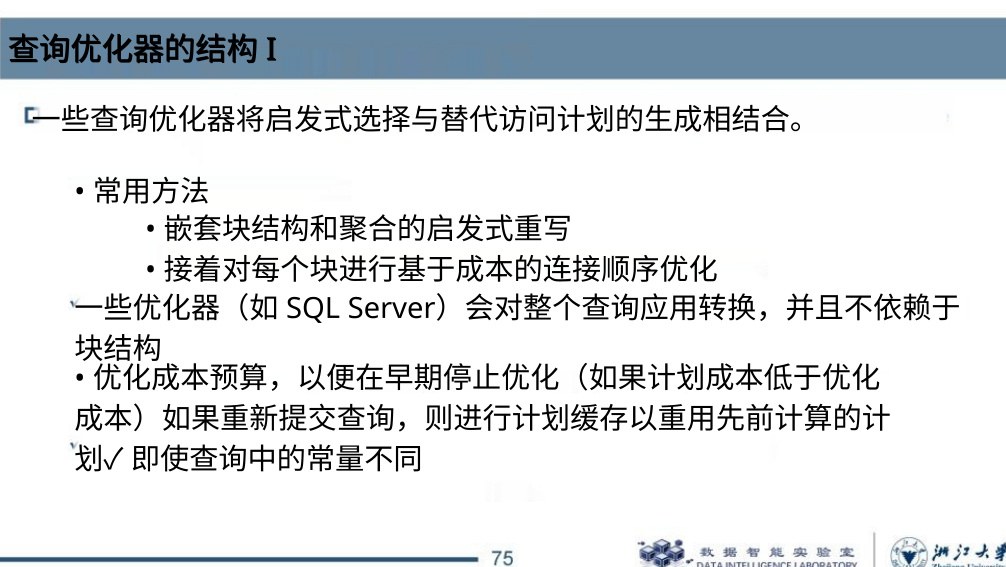 查询优化器的结构 I
一些查询优化器将启发式选择与替代访问计划的生成相结合。
• 常用方法
• 嵌套块结构和聚合的启发式重写
• 接着对每个块进行基于成本的连接顺序优化
一些优化器（如 SQL Server）会对整个查询应用转换，并且不依赖于
块结构
• 优化成本预算，以便在早期停止优化（如果计划成本低于优化
成本）如果重新提交查询，则进行计划缓存以重用先前计算的计
划✓ 即使查询中的常量不同
75
数据智能实验室
DATA INTELLIGENCE LABORATORY
浙江大学
Zhejiang University